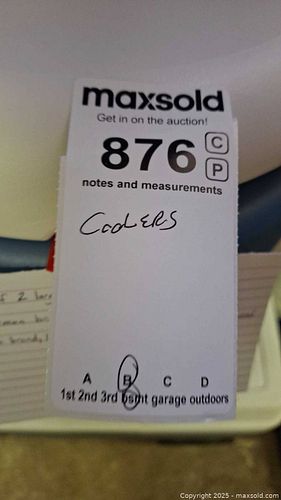 maxsold
Get in on the auction!
876 C
P
notes and measurements
COOLERS
2
A B C D
1st 2nd 3rd bsmt garage outdoors
Copyright © 2025 - maxsold.com